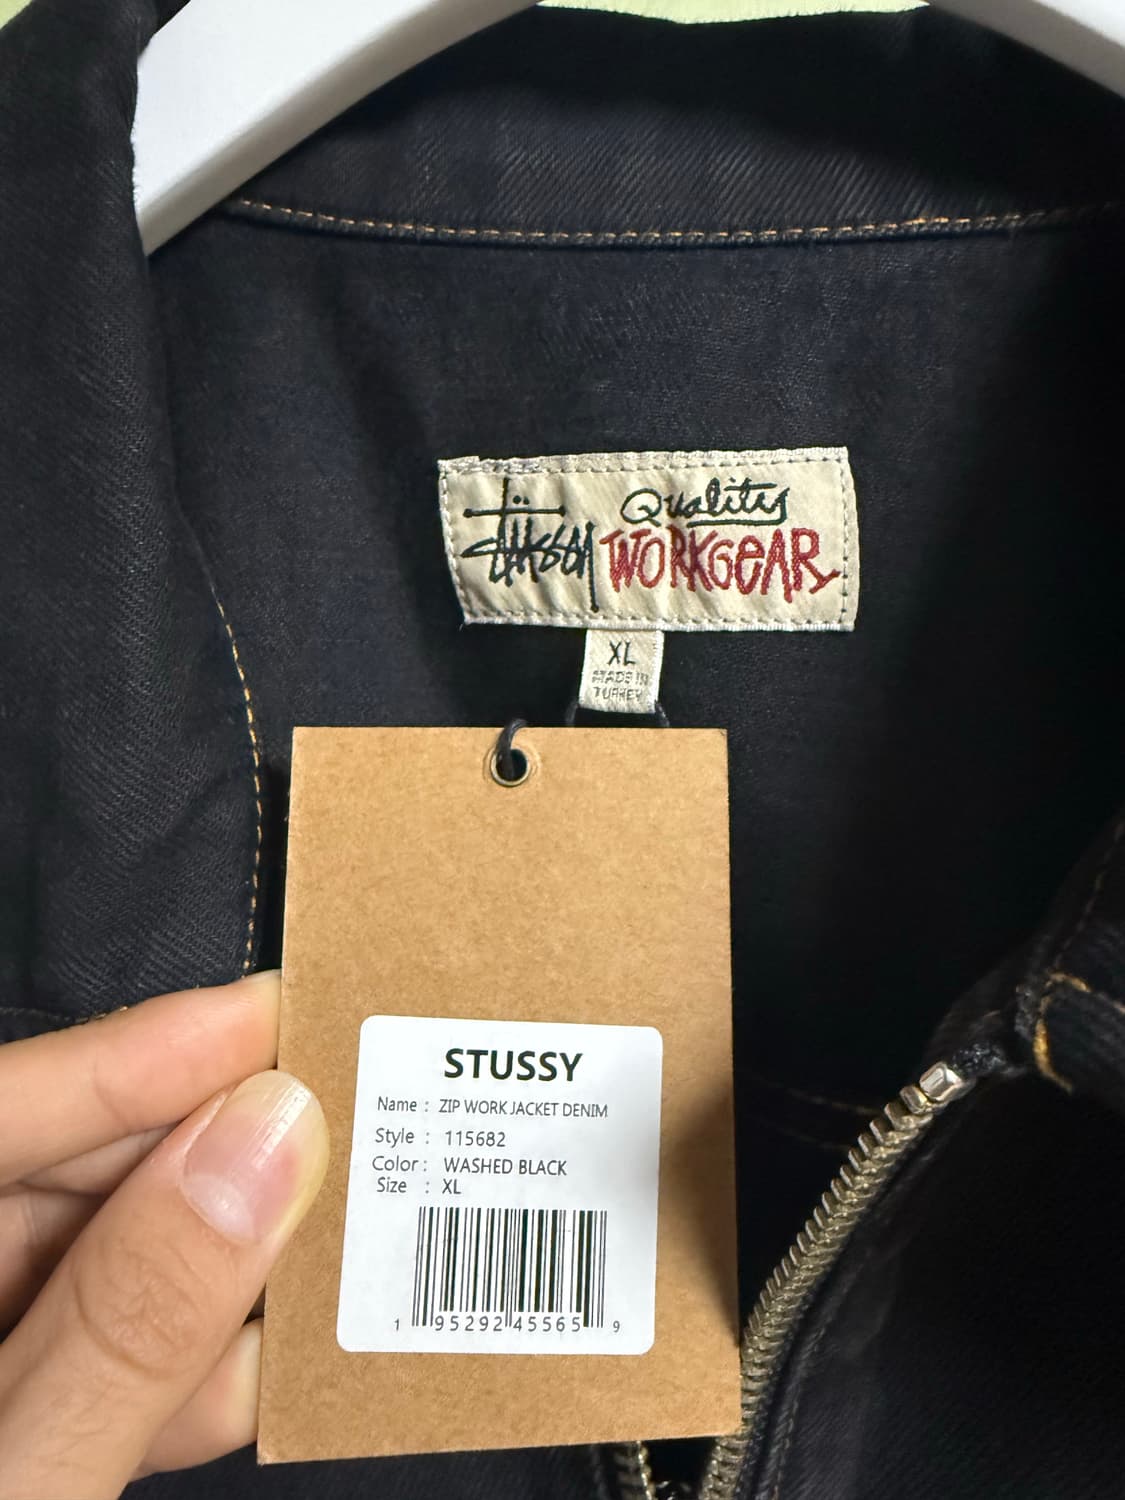 Stüssy Quality
WORKGEAR
XL
MADE IN
TURKEY
STUSSY
Name : ZIP WORK JACKET DENIM
Style : 115682
Color : WASHED BLACK
Size : XL
1 95292 45565 9